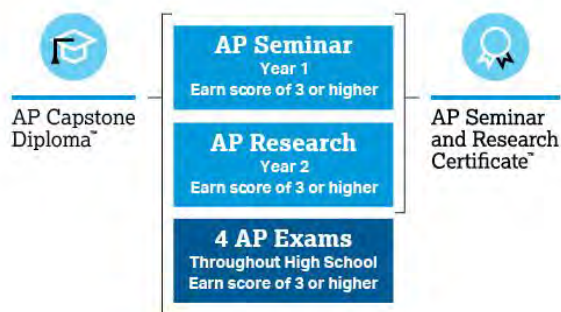 AP Capstone
Diploma™
AP Seminar
Year 1
Earn score of 3 or higher
AP Research
Year 2
Earn score of 3 or higher
4 AP Exams
Throughout High School
Earn score of 3 or higher
AP Seminar
and Research
Certificate™